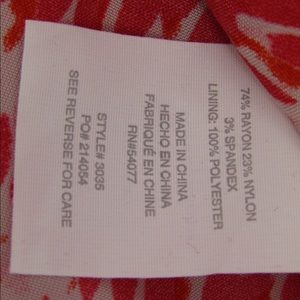 74% RAYON 23% NYLON
3% SPANDEX
LINING: 100% POLYESTER
MADE IN CHINA
HECHO EN CHINA
FABRIQUÉ EN CHINE
RN#54077
STYLE# 3035
PO# 214054
SEE REVERSE FOR CARE